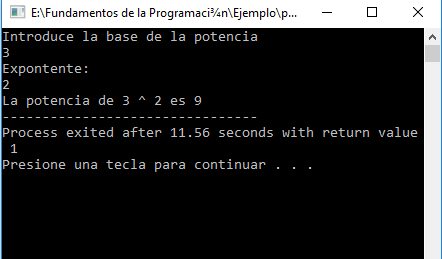 E:\Fundamentos de la Programaci¾n\Ejemplo\p...
Introduce la base de la potencia
3
Expontente:
2
La potencia de 3 ^ 2 es 9
--------------------------------
Process exited after 11.56 seconds with return value
1
Presione una tecla para continuar . . .